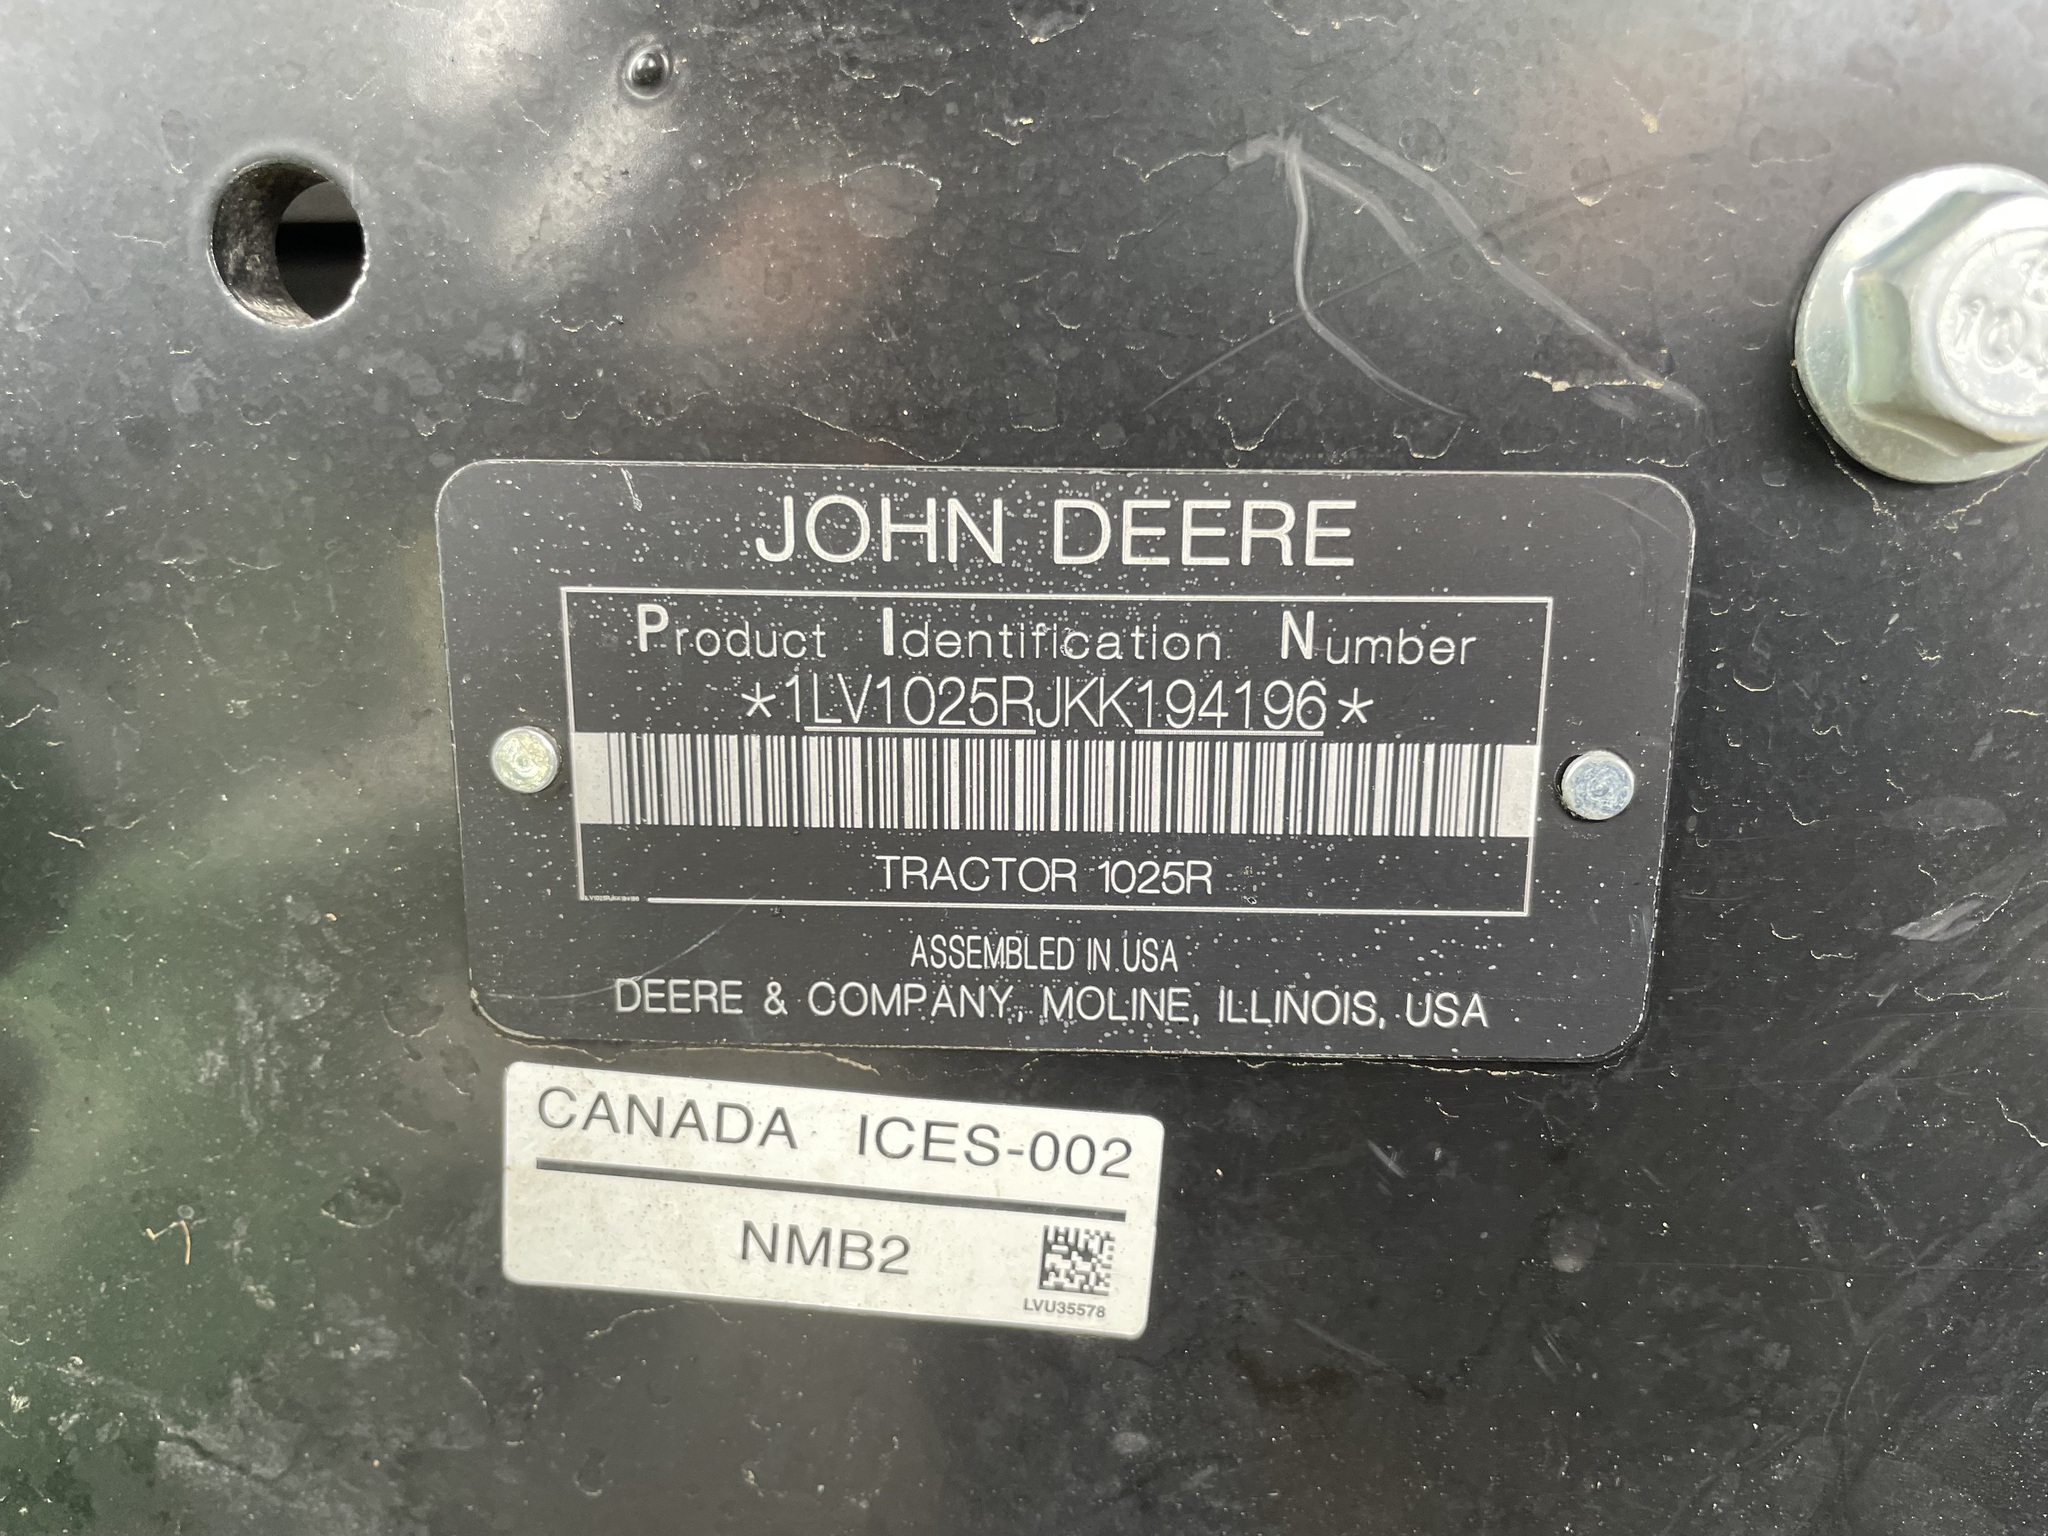 JOHN DEERE
Product Identification Number
*1LV1025RJKK194196*
TRACTOR 1025R
ASSEMBLED IN USA
DEERE & COMPANY, MOLINE, ILLINOIS, USA
CANADA ICES-002
NMB2
LVU35578